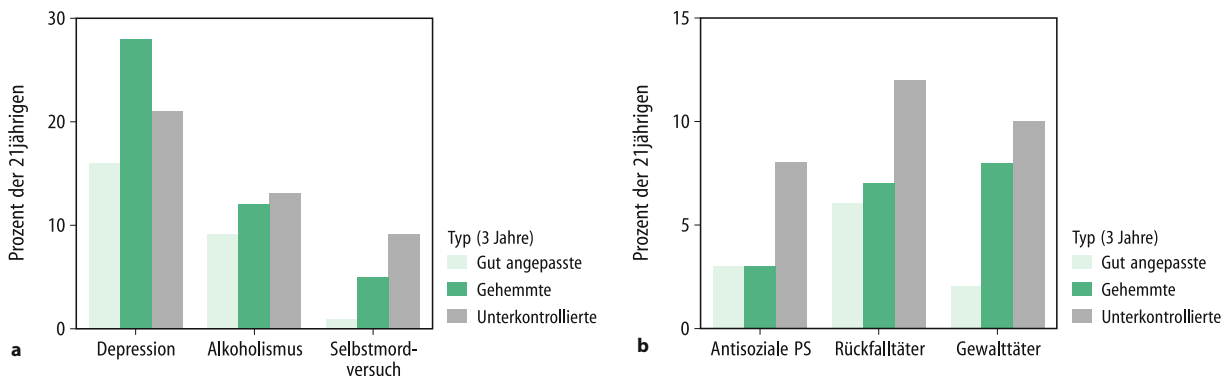 Prozent der 21jährigen
30
20
10
0
Depression
Alkoholismus
Selbstmord-
versuch
Typ (3 Jahre)
Gut angepasste
Gehemmte
Unterkontrollierte
a
Prozent der 21jährigen
15
10
5
0
Antisoziale PS
Rückfalltäter
Gewalttäter
Typ (3 Jahre)
Gut angepasste
Gehemmte
Unterkontrollierte
b